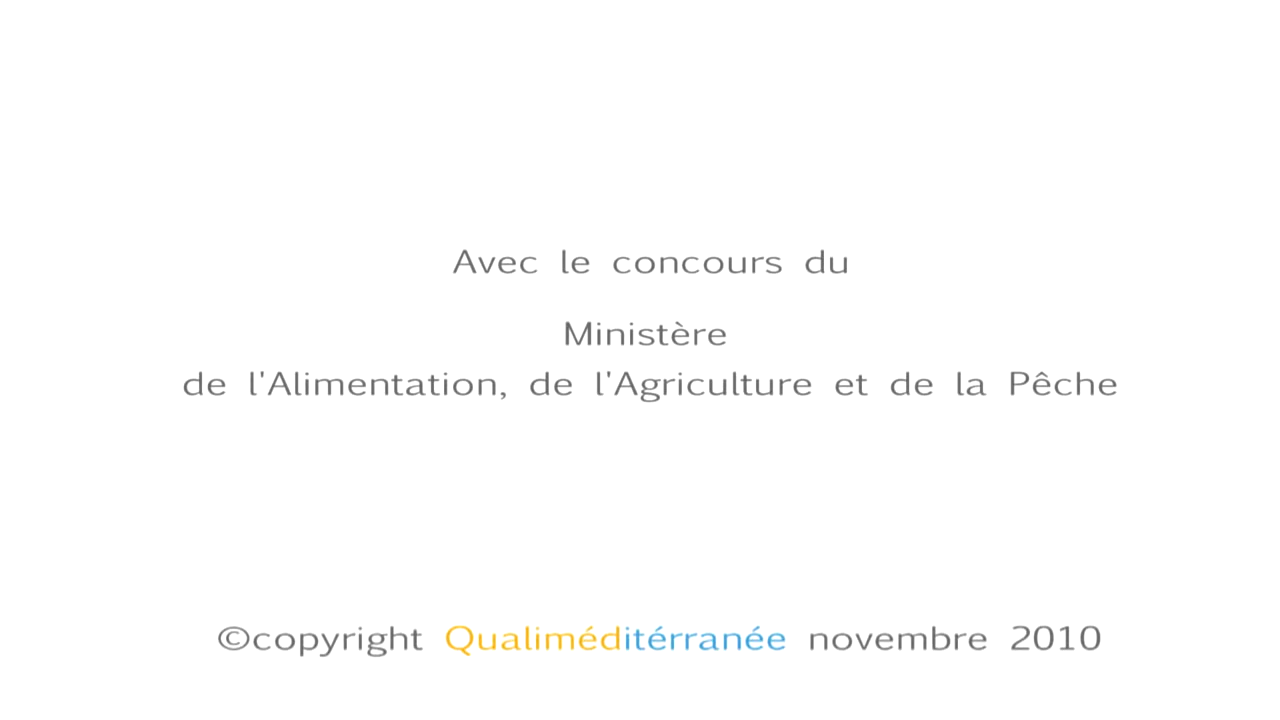 Avec le concours du
Ministère
de l'Alimentation, de l'Agriculture et de la Pêche
©copyright Qualiméditérranée novembre 2010